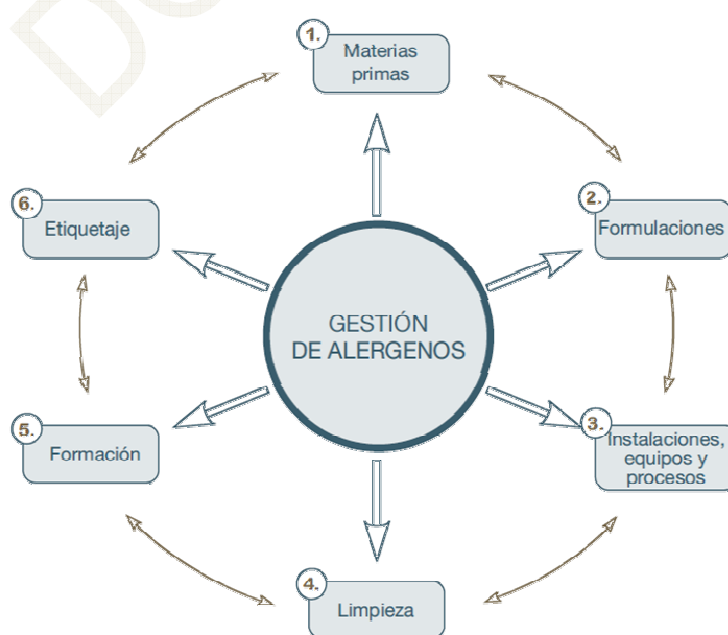 1.
Materias
primas
2.
Formulaciones
3.
Instalaciones,
equipos y
procesos
4.
Limpieza
5.
Formación
6.
Etiquetaje
GESTIÓN
DE ALERGENOS